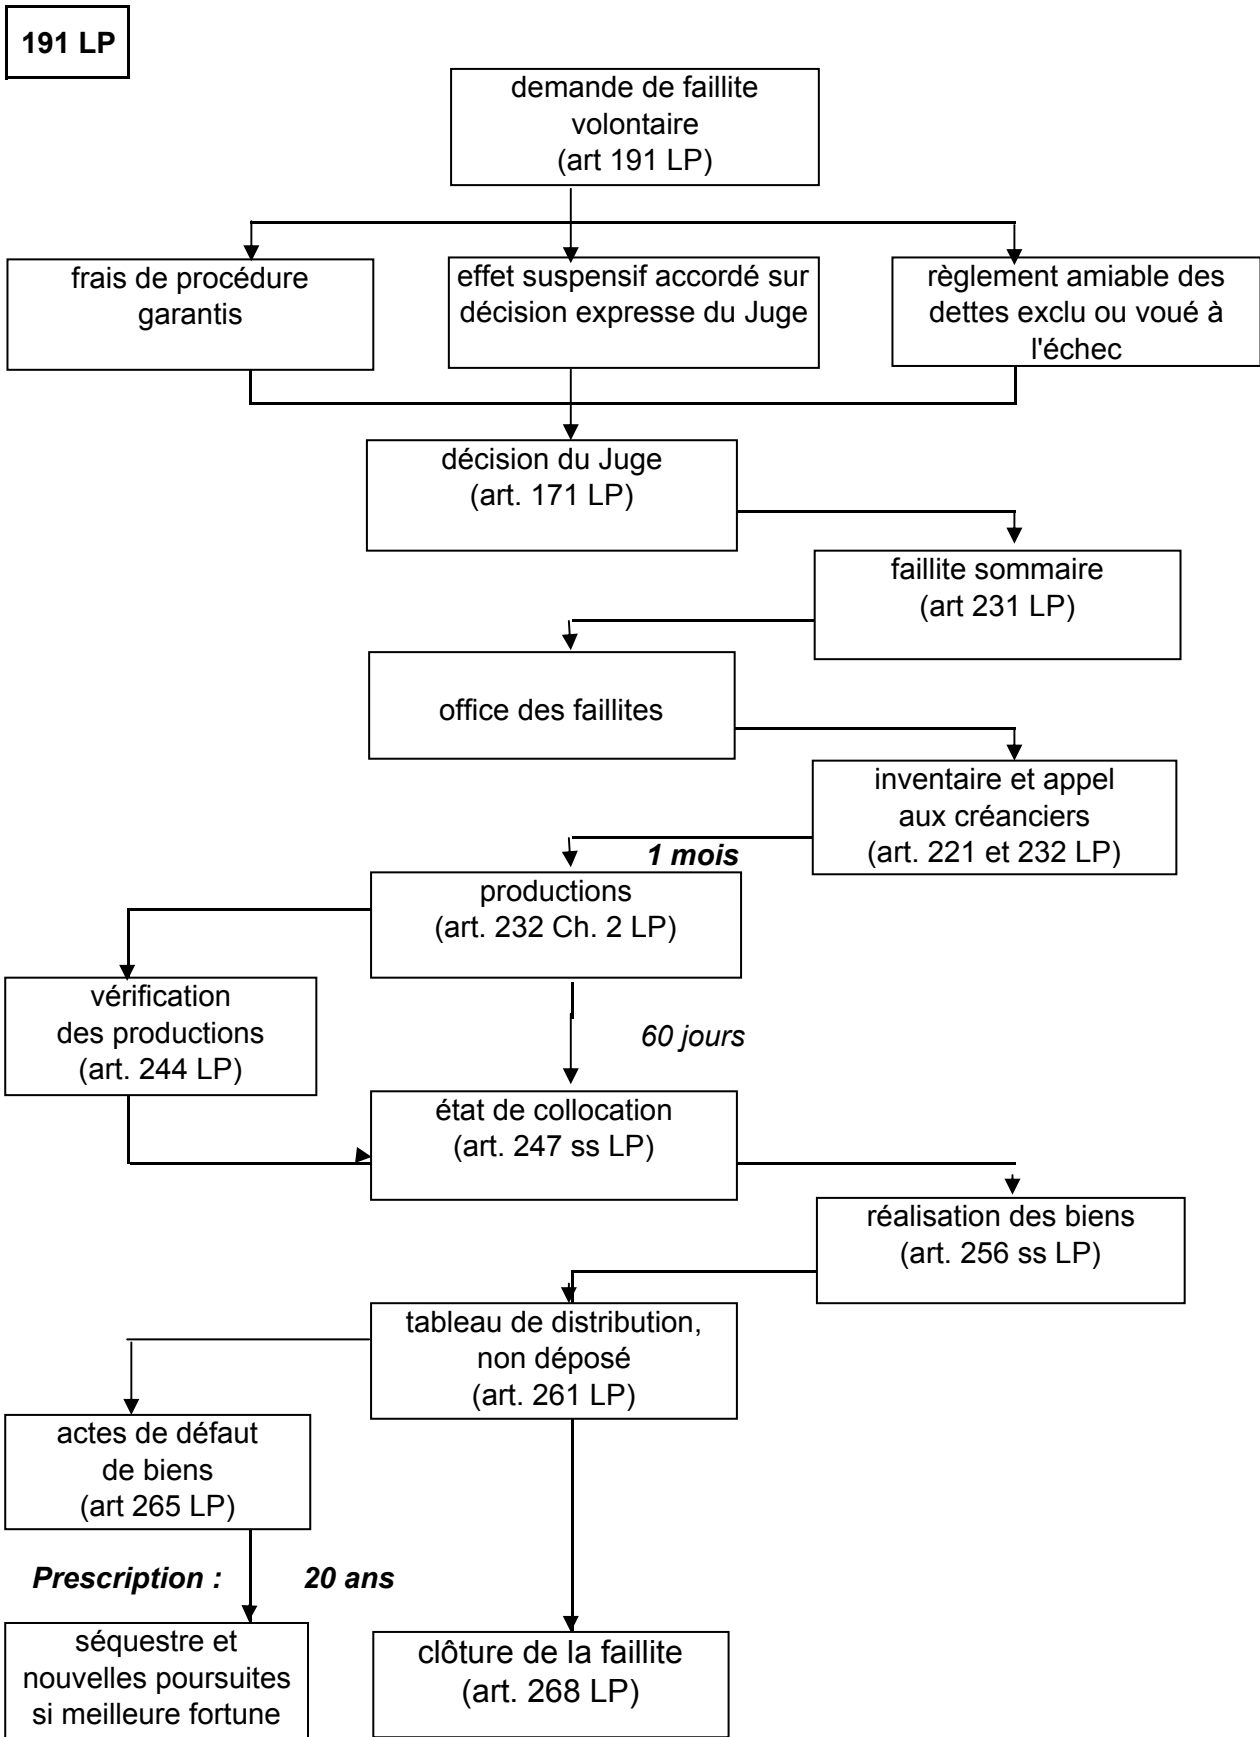 191 LP
demande de faillite
volontaire
(art 191 LP)
frais de procédure
garantis
effet suspensif accordé sur
décision expresse du Juge
règlement amiable des
dettes exclu ou voué à
l'échec
décision du Juge
(art. 171 LP)
faillite sommaire
(art 231 LP)
office des faillites
inventaire et appel
aux créanciers
(art. 221 et 232 LP)
1 mois
productions
(art. 232 Ch. 2 LP)
vérification
des productions
(art. 244 LP)
60 jours
état de collocation
(art. 247 ss LP)
réalisation des biens
(art. 256 ss LP)
tableau de distribution,
non déposé
(art. 261 LP)
actes de défaut
de biens
(art 265 LP)
Prescription : 20 ans
séquestre et
nouvelles poursuites
si meilleure fortune
clôture de la faillite
(art. 268 LP)